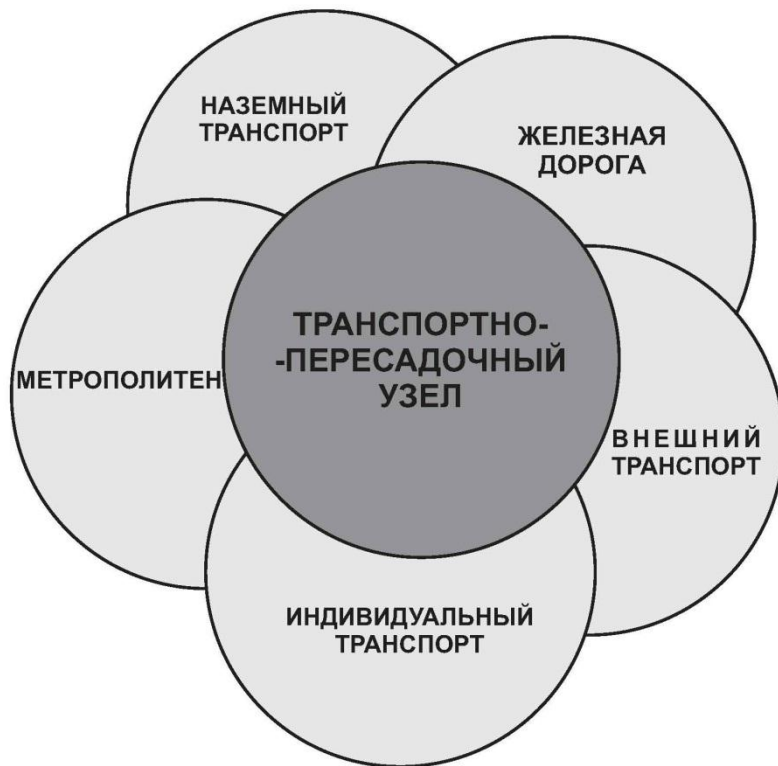 НАЗЕМНЫЙ
ТРАНСПОРТ
ЖЕЛЕЗНАЯ
ДОРОГА
ТРАНСПОРТНО-
-ПЕРЕСАДОЧНЫЙ
УЗЕЛ
МЕТРОПОЛИТЕН
ВНЕШНИЙ
ТРАНСПОРТ
ИНДИВИДУАЛЬНЫЙ
ТРАНСПОРТ